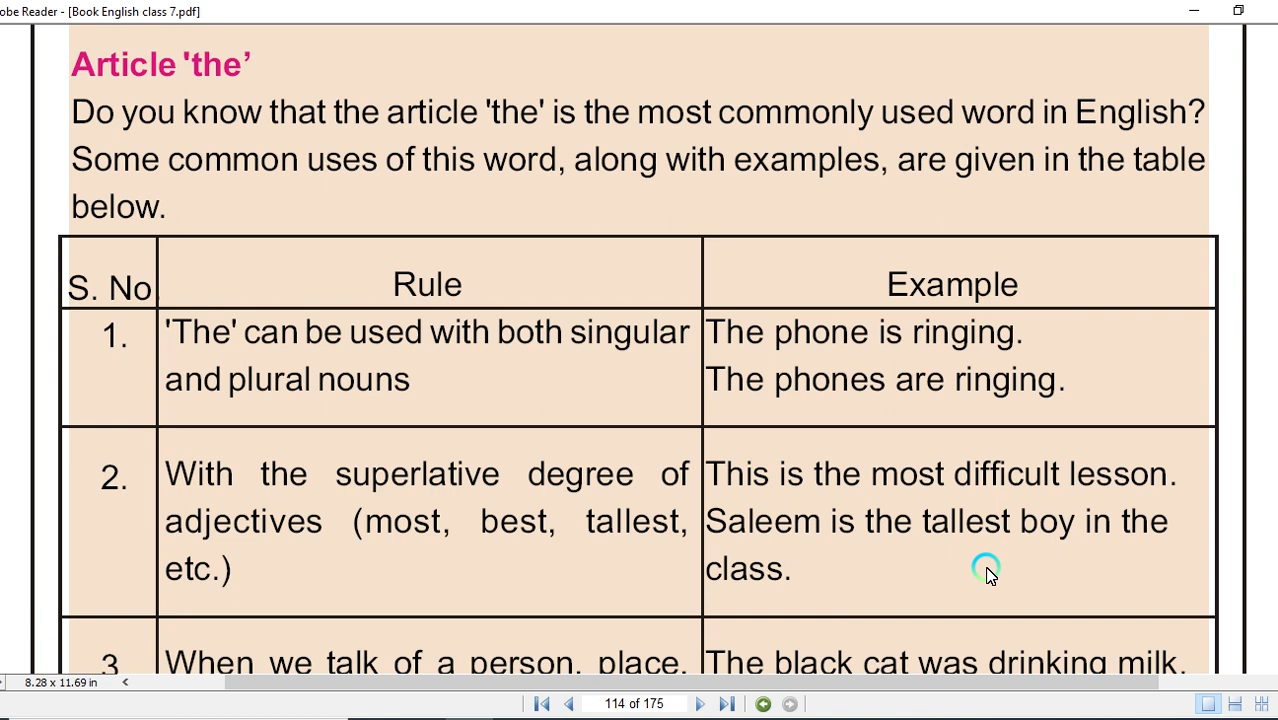 obe Reader - [Book English class 7.pdf]
Article 'the’
Do you know that the article 'the' is the most commonly used word in English?
Some common uses of this word, along with examples, are given in the table
below.
S. No.
Rule
Example
1.
'The' can be used with both singular
and plural nouns
The phone is ringing.
The phones are ringing.
2.
With the superlative degree of
adjectives (most, best, tallest,
etc.)
This is the most difficult lesson.
Saleem is the tallest boy in the
class.
3
When we talk of a person, place,
The black cat was drinking milk.
8.28 x 11.69 in
114 of 175